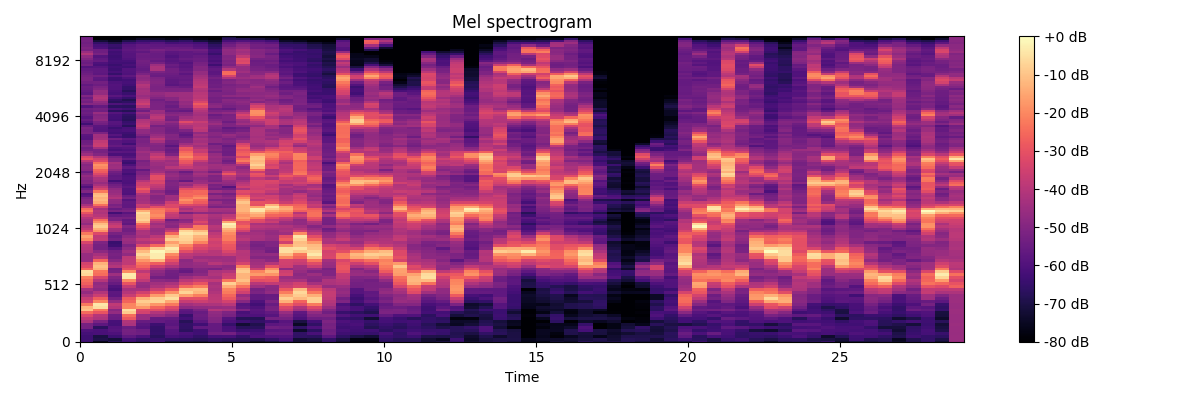 Mel spectrogram
Hz
8192
4096
2048
1024
512
0
0 5 10 15 20 25
Time
+0 dB
-10 dB
-20 dB
-30 dB
-40 dB
-50 dB
-60 dB
-70 dB
-80 dB